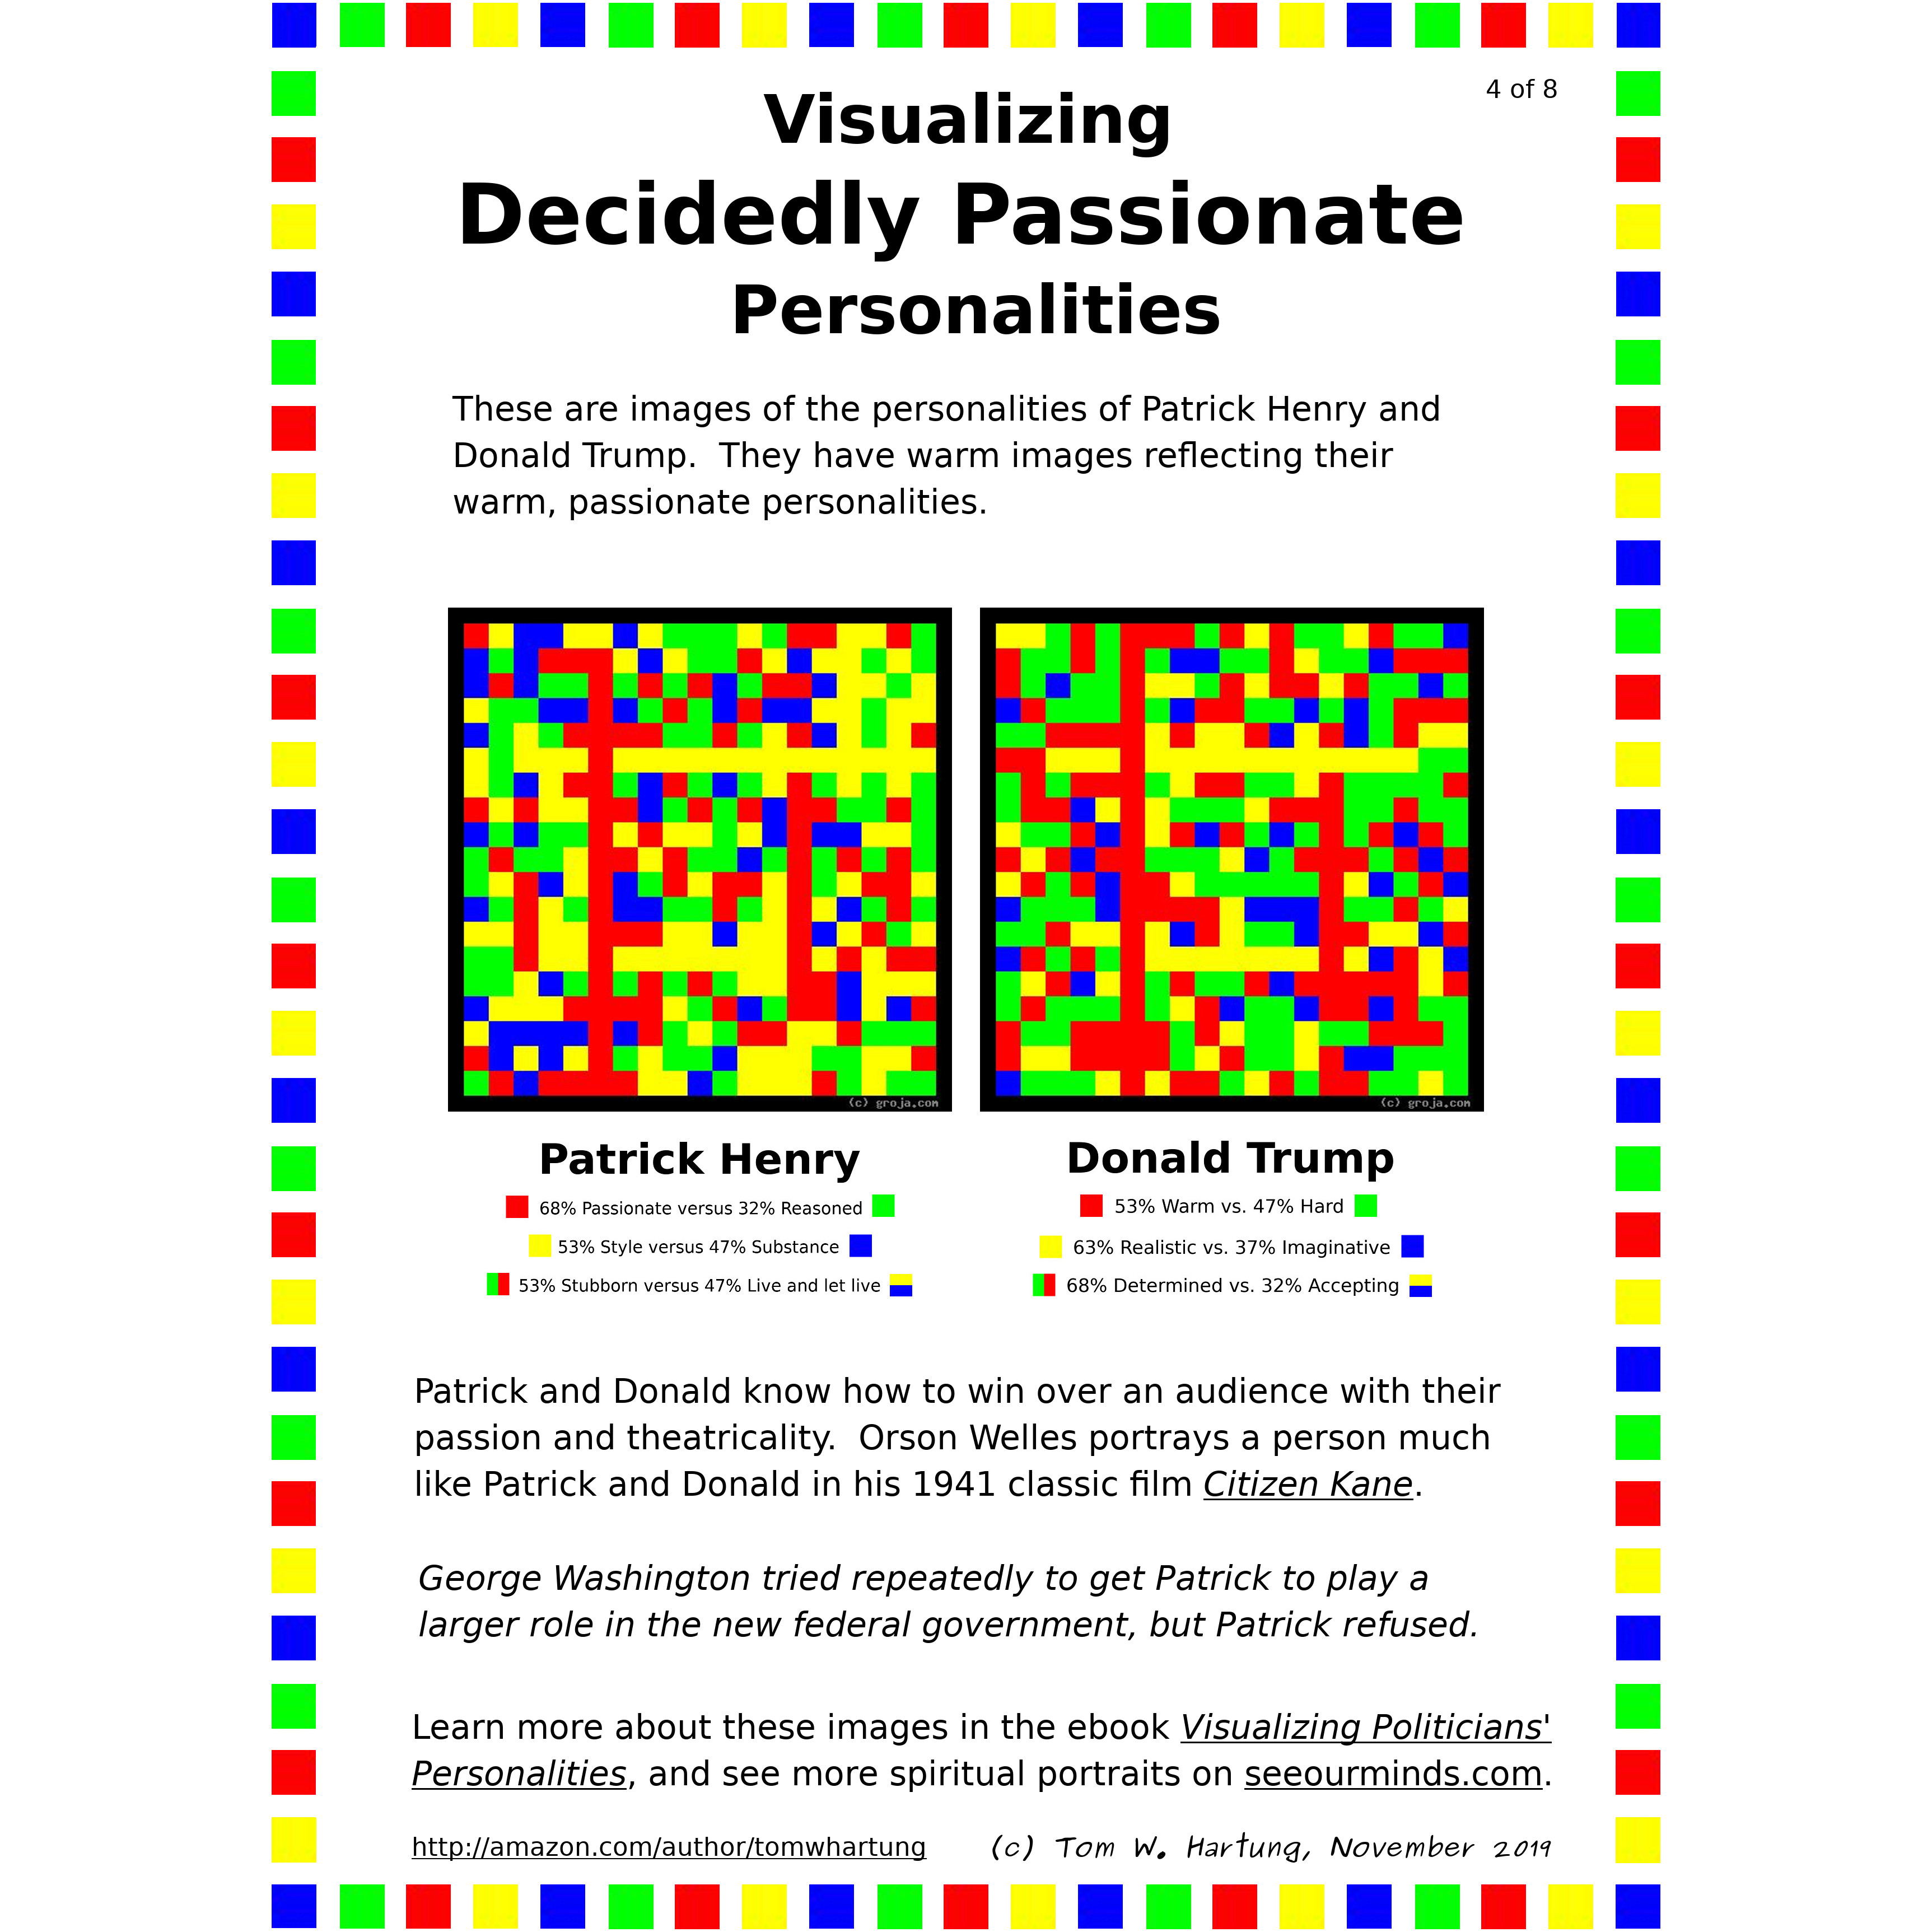 4 of 8
Visualizing
Decidedly Passionate
Personalities
These are images of the personalities of Patrick Henry and
Donald Trump.  They have warm images reflecting their
warm, passionate personalities.
(c) groja.com
(c) groja.com
Patrick Henry
68% Passionate versus 32% Reasoned
53% Style versus 47% Substance
53% Stubborn versus 47% Live and let live
Donald Trump
53% Warm vs. 47% Hard
63% Realistic vs. 37% Imaginative
68% Determined vs. 32% Accepting
Patrick and Donald know how to win over an audience with their
passion and theatricality.  Orson Welles portrays a person much
like Patrick and Donald in his 1941 classic film Citizen Kane.
George Washington tried repeatedly to get Patrick to play a
larger role in the new federal government, but Patrick refused.
Learn more about these images in the ebook Visualizing Politicians'
Personalities, and see more spiritual portraits on seeourminds.com.
http://amazon.com/author/tomwhartung
(c) Tom W. Hartung, November 2019